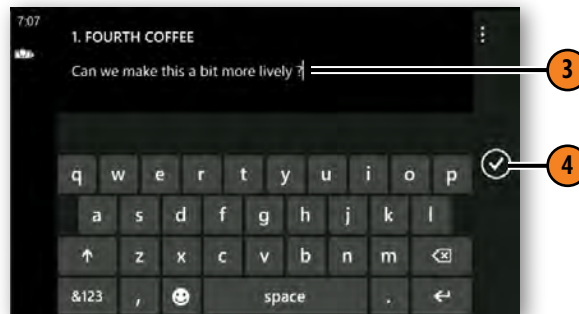 7:07
1. FOURTH COFFEE
Can we make this a bit more lively ?
3
4
q w e r t y u i o p
a s d f g h j k l
z x c v b n m
&123 , space .